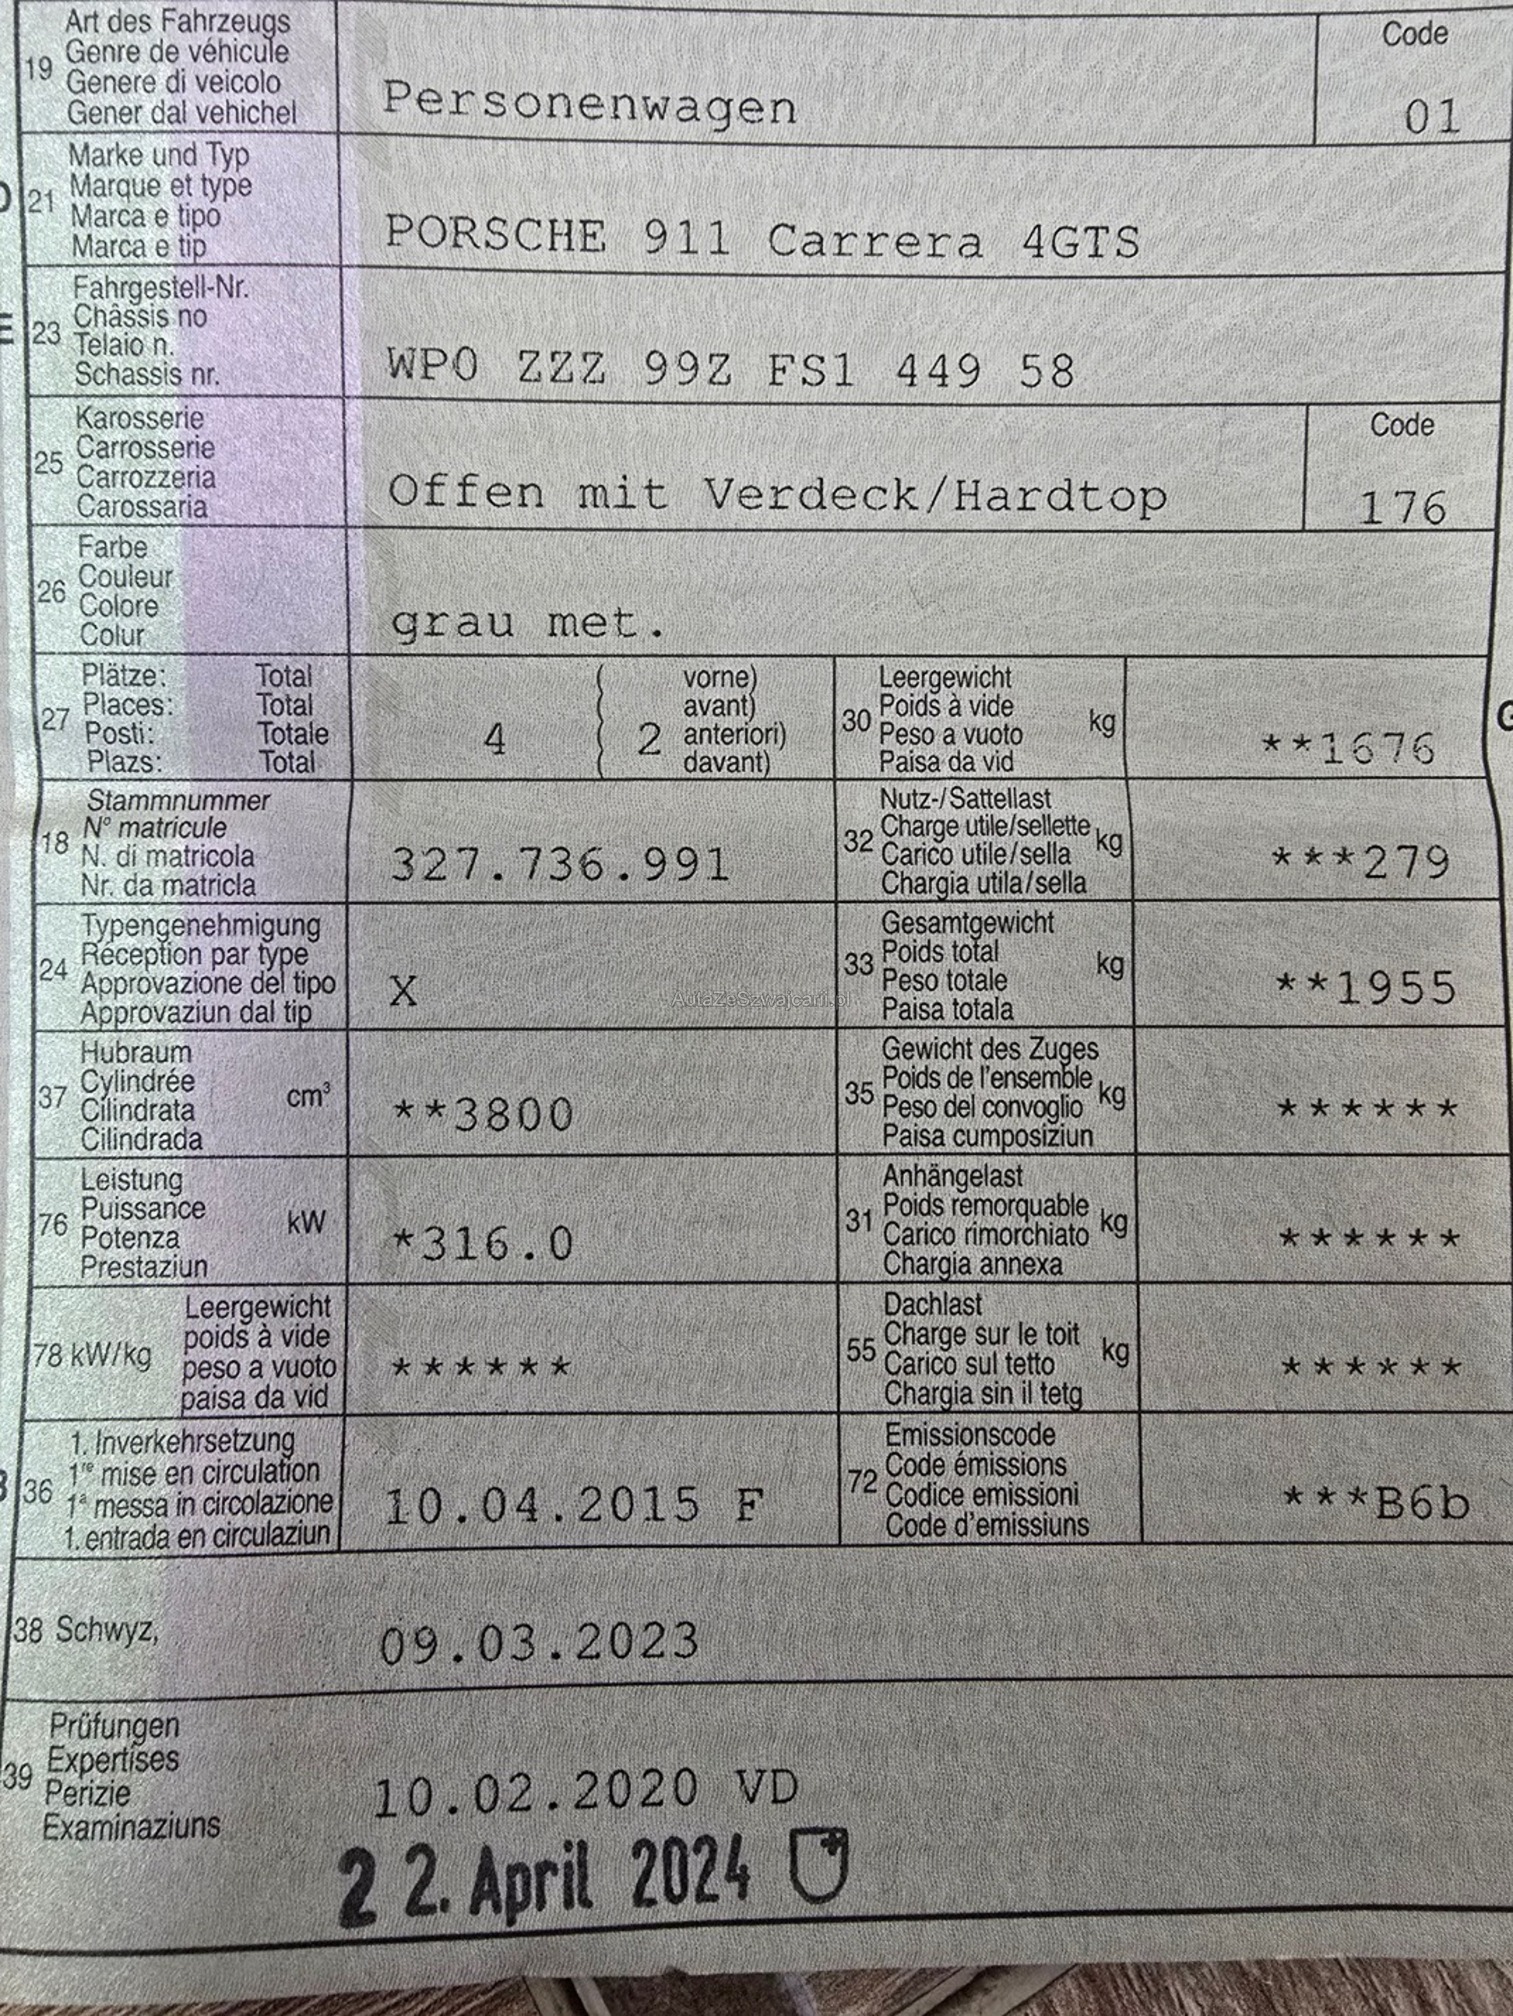 19 Art des Fahrzeugs
Genre de véhicule
Genere di veicolo
Gener dal vehichel
Personenwagen
Code
01
21 Marke und Typ
Marque et type
Marca e tipo
Marca e tip
PORSCHE 911 Carrera 4GTS
23 Fahrgestell-Nr.
Châssis no
Telaio n.
Schassis nr.
WP0 ZZZ 99Z FS1 449 58
25 Karosserie
Carrosserie
Carrozzeria
Carossaria
Offen mit Verdeck/Hardtop
Code
176
26 Farbe
Couleur
Colore
Colur
grau met.
27 Plätze: Total
Places: Total
Posti: Totale
Plazs: Total
4 ( 2 vorne)
avant)
anteriori)
davant)
30 Leergewicht
Poids à vide
Peso a vuoto
Paisa da vid
kg
**1676
18 Stammnummer
N° matricule
N. di matricola
Nr. da matricla
327.736.991
32 Nutz-/Sattellast
Charge utile/sellette
Carico utile/sella
Chargia utila/sella
kg
***279
24 Typengenehmigung
Réception par type
Approvazione del tipo
Approvaziun dal tip
X
33 Gesamtgewicht
Poids total
Peso totale
Paisa totala
kg
**1955
AutaZeSzwajcarii.pl
37 Hubraum
Cylindrée
Cilindrata
Cilindrada
cm³
**3800
35 Gewicht des Zuges
Poids de l'ensemble
Peso del convoglio
Paisa cumposiziun
kg
******
76 Leistung
Puissance
Potenza
Prestaziun
kW
*316.0
31 Anhängelast
Poids remorquable
Carico rimorchiato
Chargia annexa
kg
******
78 kW/kg
Leergewicht
poids à vide
peso a vuoto
paisa da vid
******
55 Dachlast
Charge sur le toit
Carico sul tetto
Chargia sin il tetg
kg
******
36 1. Inverkehrsetzung
1re mise en circulation
1a messa in circolazione
1. entrada en circulaziun
10.04.2015 F
72 Emissionscode
Code émissions
Codice emissioni
Code d'emissiuns
***B6b
38 Schwyz,
09.03.2023
39 Prüfungen
Expertises
Perizie
Examinaziuns
10.02.2020 VD
22. April 2024